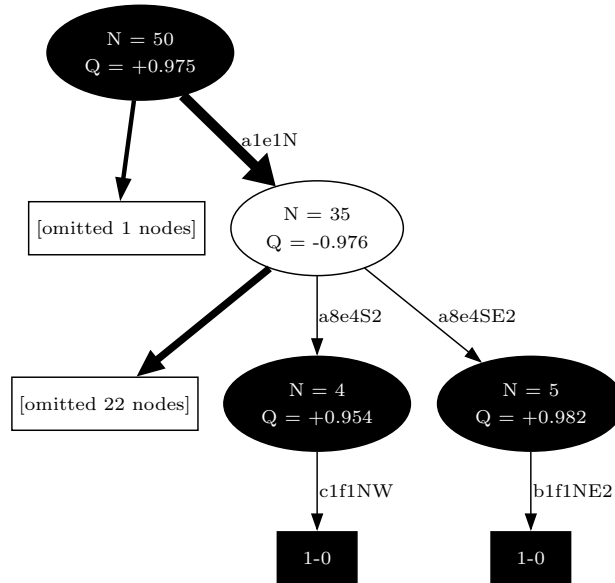 N = 50
Q = +0.975
a1e1N
[omitted 1 nodes]
N = 35
Q = -0.976
a8e4S2
a8e4SE2
[omitted 22 nodes]
N = 4
Q = +0.954
N = 5
Q = +0.982
c1f1NW
b1f1NE2
1-0
1-0